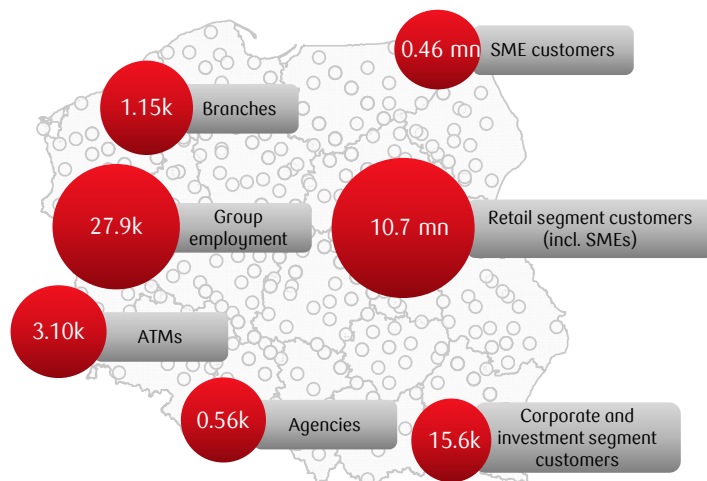 0.46 mn
SME customers
1.15k
Branches
27.9k
Group
employment
10.7 mn
Retail segment customers
(incl. SMEs)
3.10k
ATMs
0.56k
Agencies
15.6k
Corporate and
investment segment
customers